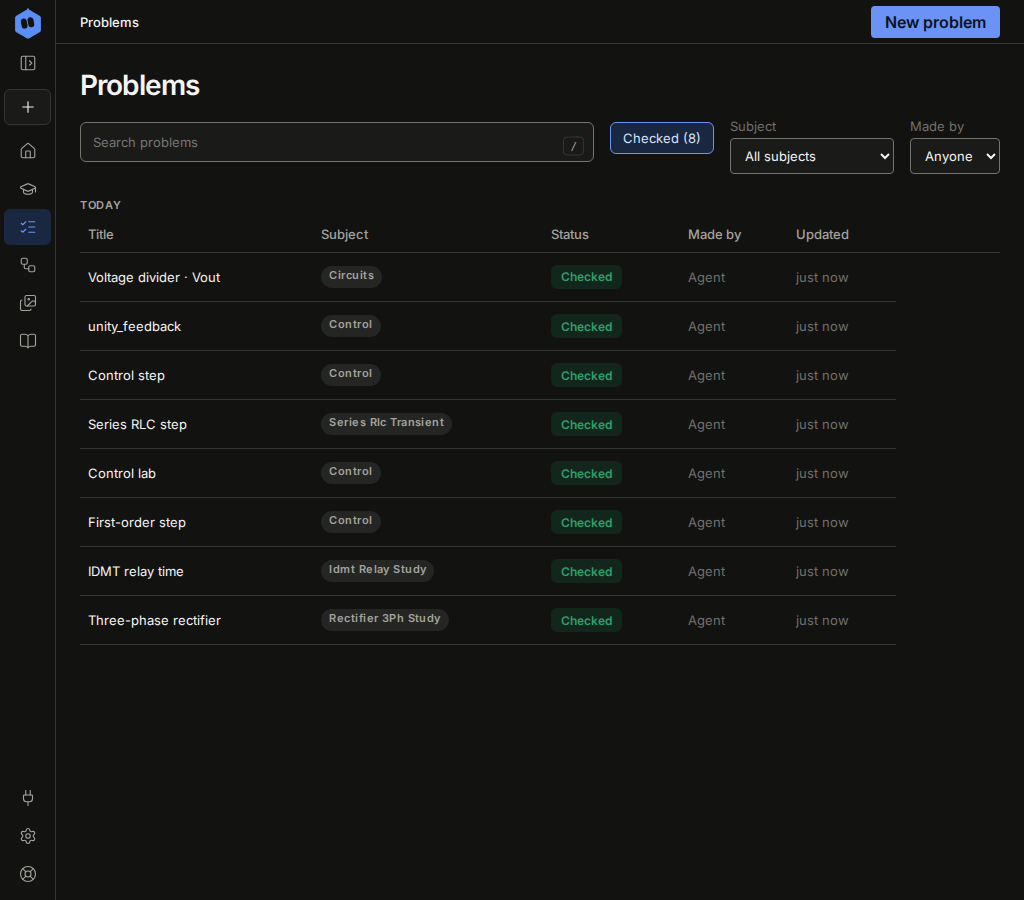 Problems
New problem
Problems
Search problems
/
Checked (8)
Subject
All subjects
Made by
Anyone
TODAY
Title Subject Status Made by Updated
Voltage divider · Vout Circuits Checked Agent just now
unity_feedback Control Checked Agent just now
Control step Control Checked Agent just now
Series RLC step Series Rlc Transient Checked Agent just now
Control lab Control Checked Agent just now
First-order step Control Checked Agent just now
IDMT relay time Idmt Relay Study Checked Agent just now
Three-phase rectifier Rectifier 3Ph Study Checked Agent just now